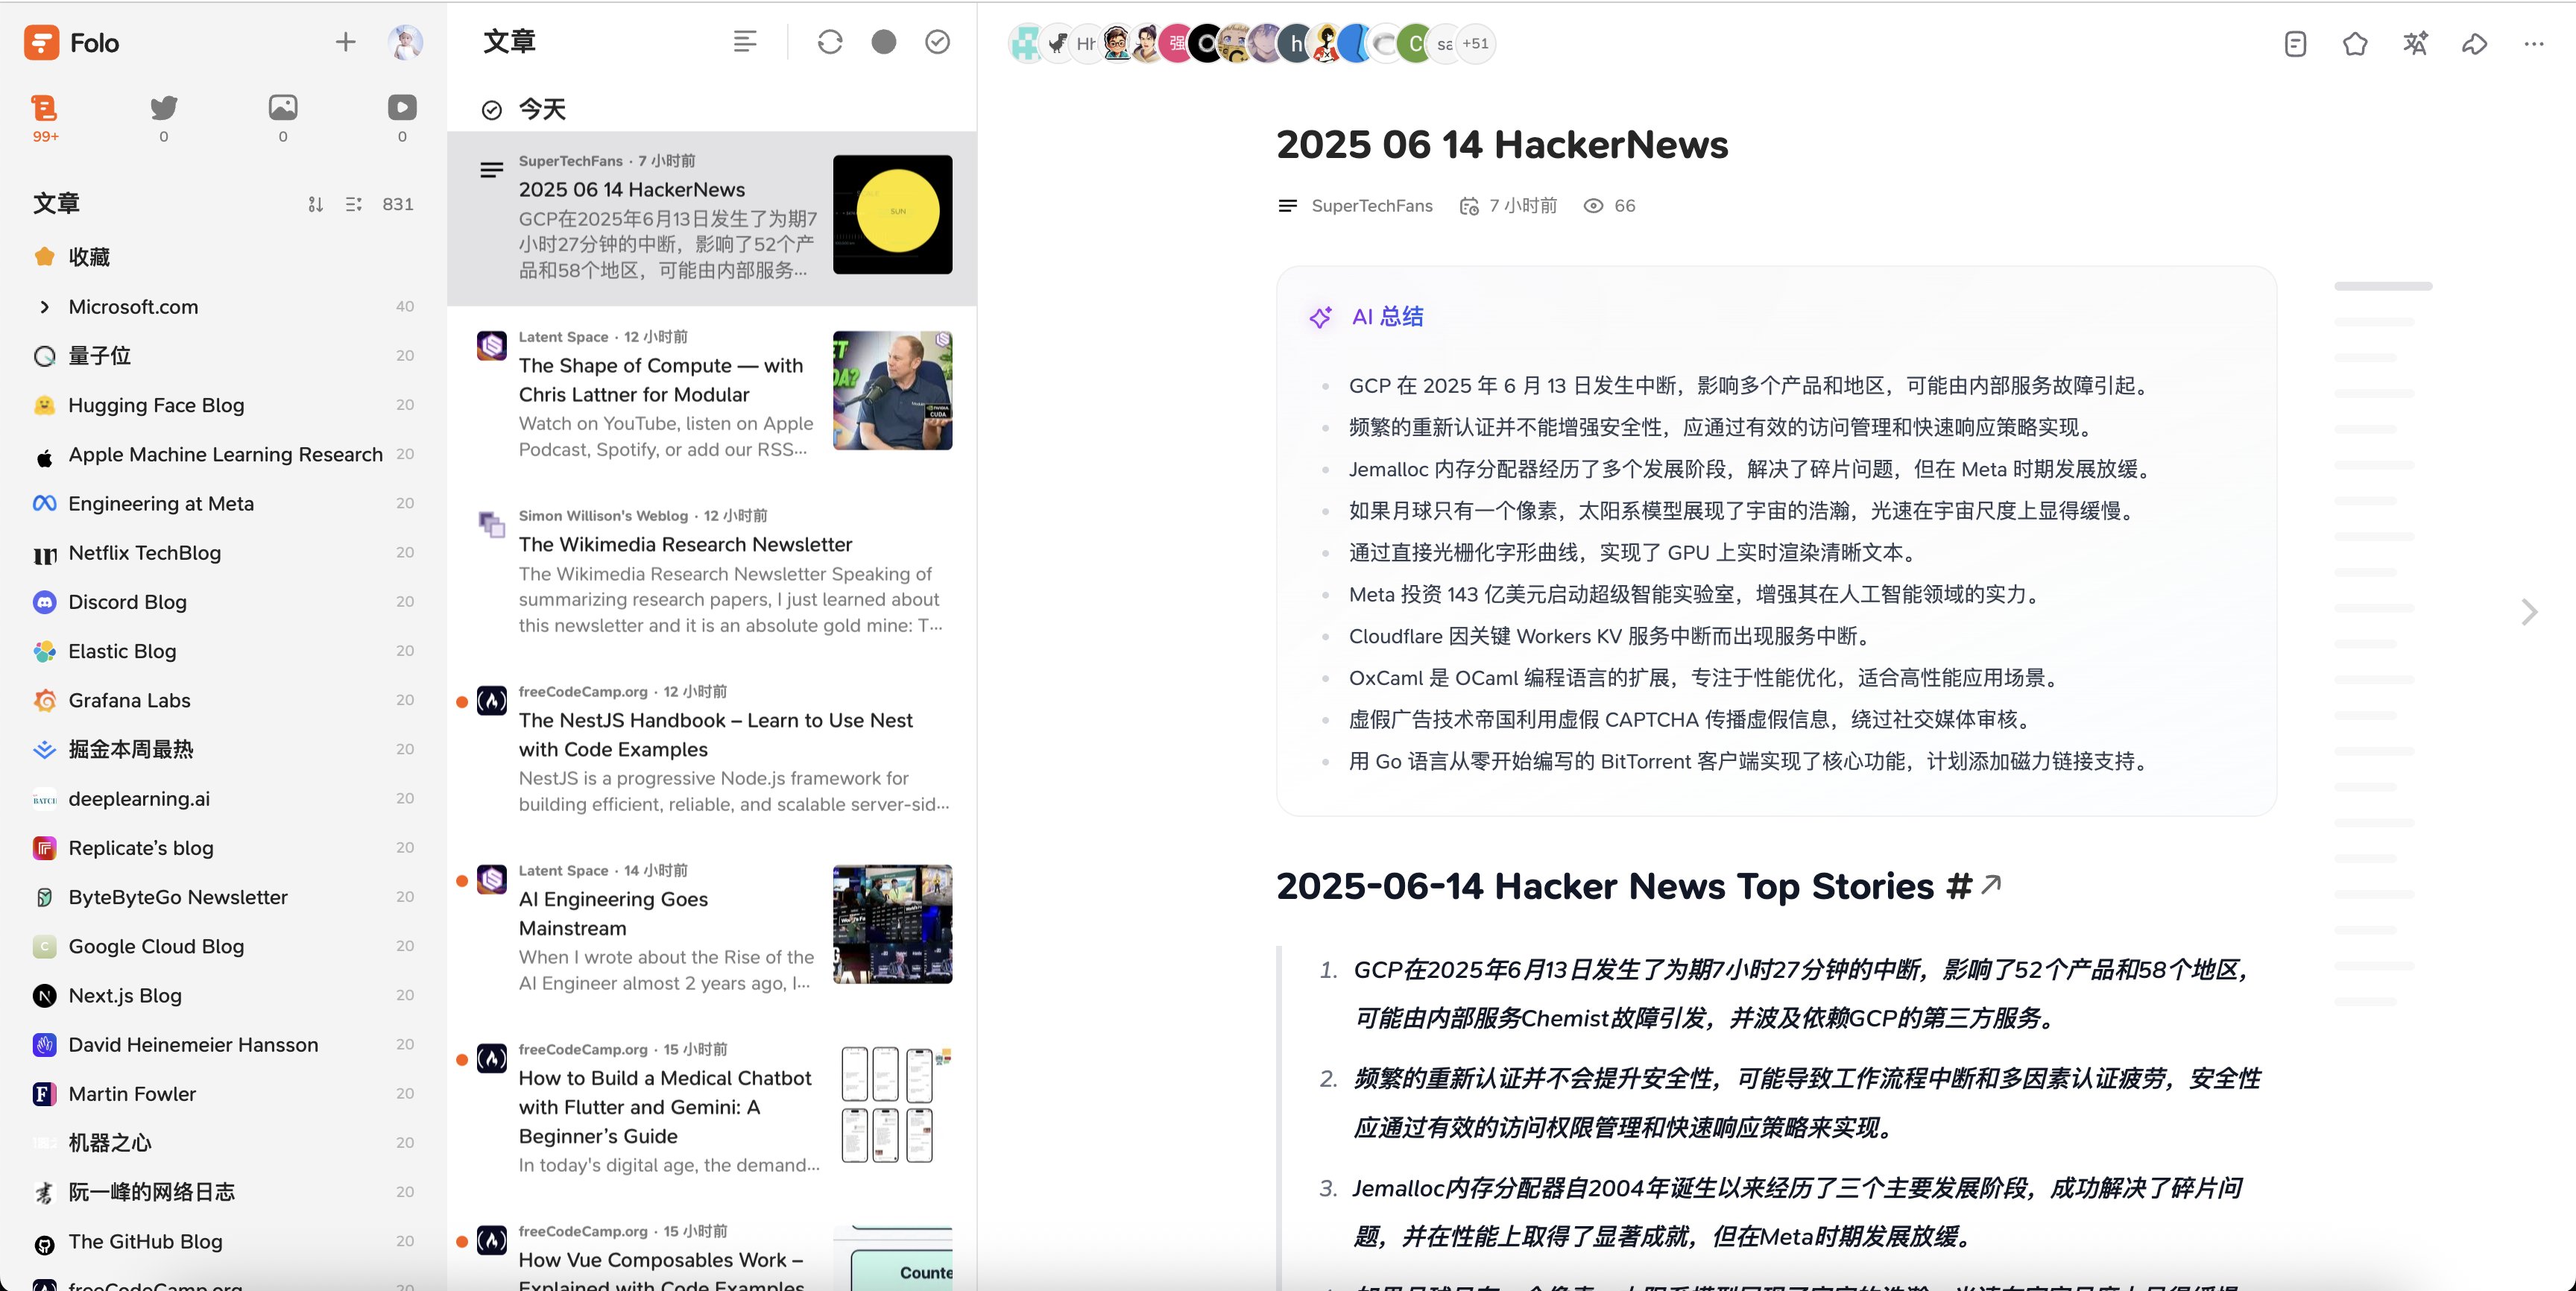 Folo
99+
0
0
0
文章
831
收藏
Microsoft.com
40
量子位
20
Hugging Face Blog
20
Apple Machine Learning Research
20
Engineering at Meta
20
Netflix TechBlog
20
Discord Blog
20
Elastic Blog
20
Grafana Labs
20
掘金本周最热
20
deeplearning.ai
20
Replicate’s blog
20
ByteByteGo Newsletter
20
Google Cloud Blog
20
Next.js Blog
20
David Heinemeier Hansson
20
Martin Fowler
20
机器之心
20
阮一峰的网络日志
20
The GitHub Blog
20
freeCodeCamp.org
20
文章
今天
SuperTechFans · 7 小时前
2025 06 14 HackerNews
GCP在2025年6月13日发生了为期7
小时27分钟的中断，影响了52个产
品和58个地区，可能由内部服务...
SUN
Latent Space · 12 小时前
The Shape of Compute — with
Chris Lattner for Modular
Watch on YouTube, listen on Apple
Podcast, Spotify, or add our RSS...
CUDA
Simon Willison's Weblog · 12 小时前
The Wikimedia Research Newsletter
The Wikimedia Research Newsletter Speaking of
summarizing research papers, I just learned about
this newsletter and it is an absolute gold mine: T...
freeCodeCamp.org · 12 小时前
The NestJS Handbook – Learn to Use Nest
with Code Examples
NestJS is a progressive Node.js framework for
building efficient, reliable, and scalable server-sid...
Latent Space · 14 小时前
AI Engineering Goes
Mainstream
When I wrote about the Rise of the
AI Engineer almost 2 years ago, I...
freeCodeCamp.org · 15 小时前
How to Build a Medical Chatbot
with Flutter and Gemini: A
Beginner’s Guide
In today's digital age, the demand...
freeCodeCamp.org · 15 小时前
How Vue Composables Work –
Explained with Code Examples
Counte
强
h
C
sa
+51
2025 06 14 HackerNews
SuperTechFans
7 小时前
66
AI 总结
GCP 在 2025 年 6 月 13 日发生中断，影响多个产品和地区，可能由内部服务故障引起。
频繁的重新认证并不能增强安全性，应通过有效的访问管理和快速响应策略实现。
Jemalloc 内存分配器经历了多个发展阶段，解决了碎片问题，但在 Meta 时期发展放缓。
如果月球只有一个像素，太阳系模型展现了宇宙的浩瀚，光速在宇宙尺度上显得缓慢。
通过直接光栅化字形曲线，实现了 GPU 上实时渲染清晰文本。
Meta 投资 143 亿美元启动超级智能实验室，增强其在人工智能领域的实力。
Cloudflare 因关键 Workers KV 服务中断而出现服务中断。
OxCaml 是 OCaml 编程语言的扩展，专注于性能优化，适合高性能应用场景。
虚假广告技术帝国利用虚假 CAPTCHA 传播虚假信息，绕过社交媒体审核。
用 Go 语言从零开始编写的 BitTorrent 客户端实现了核心功能，计划添加磁力链接支持。
2025-06-14 Hacker News Top Stories #
1. GCP在2025年6月13日发生了为期7小时27分钟的中断，影响了52个产品和58个地区，
可能由内部服务Chemist故障引发，并波及依赖GCP的第三方服务。
2. 频繁的重新认证并不会提升安全性，可能导致工作流程中断和多因素认证疲劳，安全性
应通过有效的访问权限管理和快速响应策略来实现。
3. Jemalloc内存分配器自2004年诞生以来经历了三个主要发展阶段，成功解决了碎片问
题，并在性能上取得了显著成就，但在Meta时期发展放缓。